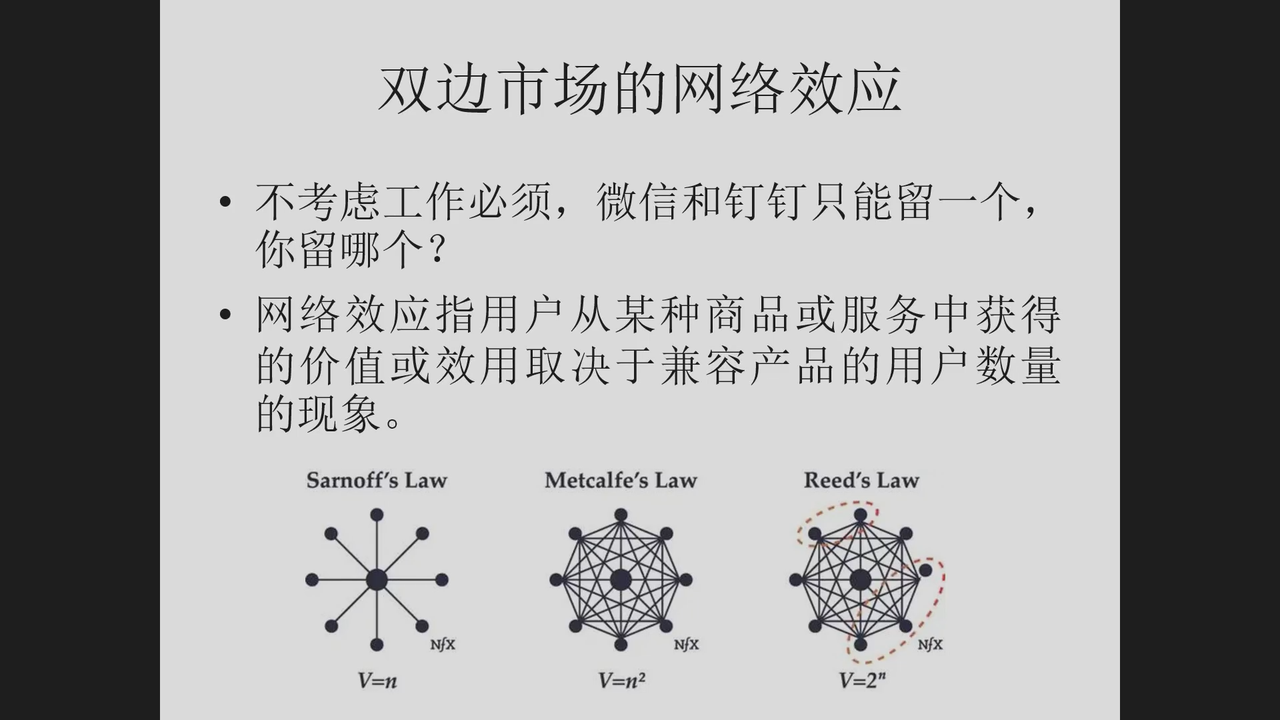 双边市场的网络效应
• 不考虑工作必须，微信和钉钉只能留一个，
你留哪个？
• 网络效应指用户从某种商品或服务中获得
的价值或效用取决于兼容产品的用户数量
的现象。
Sarnoff's Law Metcalfe's Law Reed's Law
NfX NfX NfX
V=n V=n² V=2ⁿ